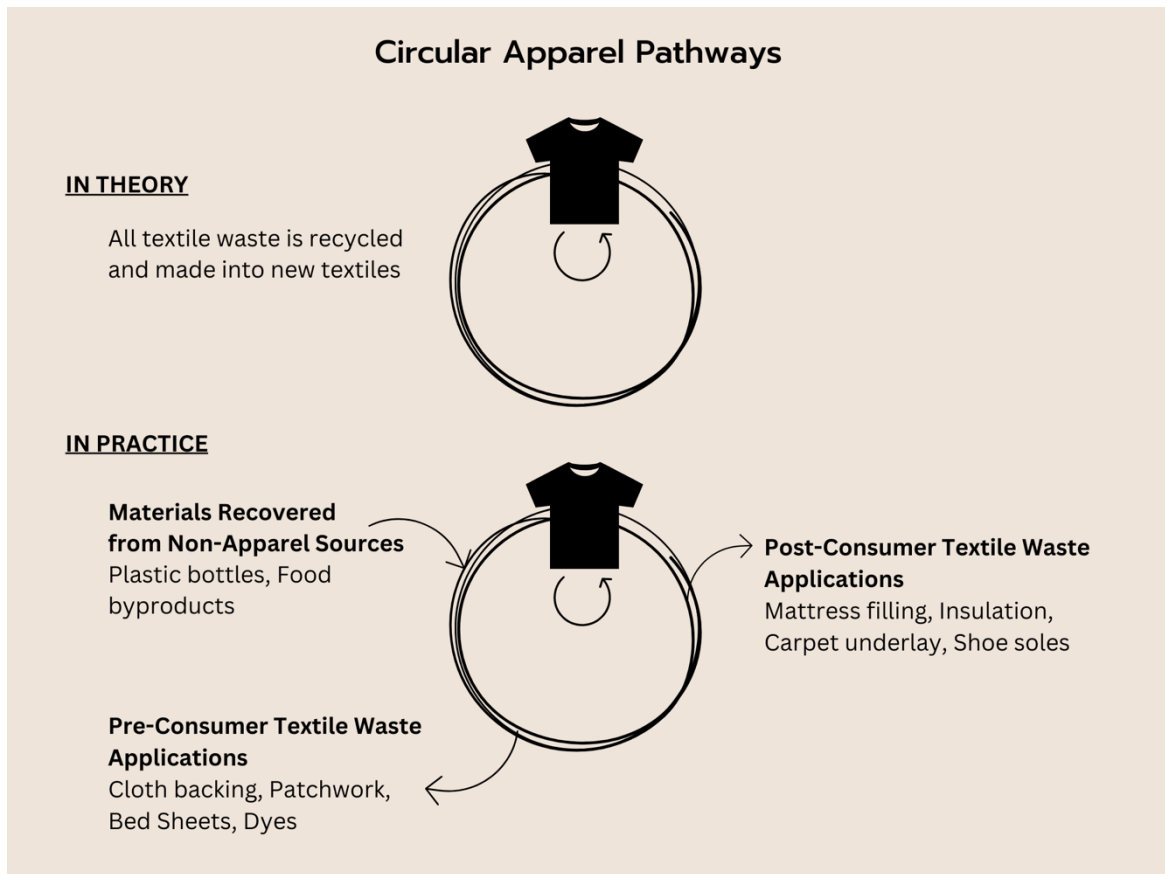 Circular Apparel Pathways
IN THEORY
All textile waste is recycled
and made into new textiles
IN PRACTICE
Materials Recovered
from Non-Apparel Sources
Plastic bottles, Food
byproducts
Post-Consumer Textile Waste
Applications
Mattress filling, Insulation,
Carpet underlay, Shoe soles
Pre-Consumer Textile Waste
Applications
Cloth backing, Patchwork,
Bed Sheets, Dyes